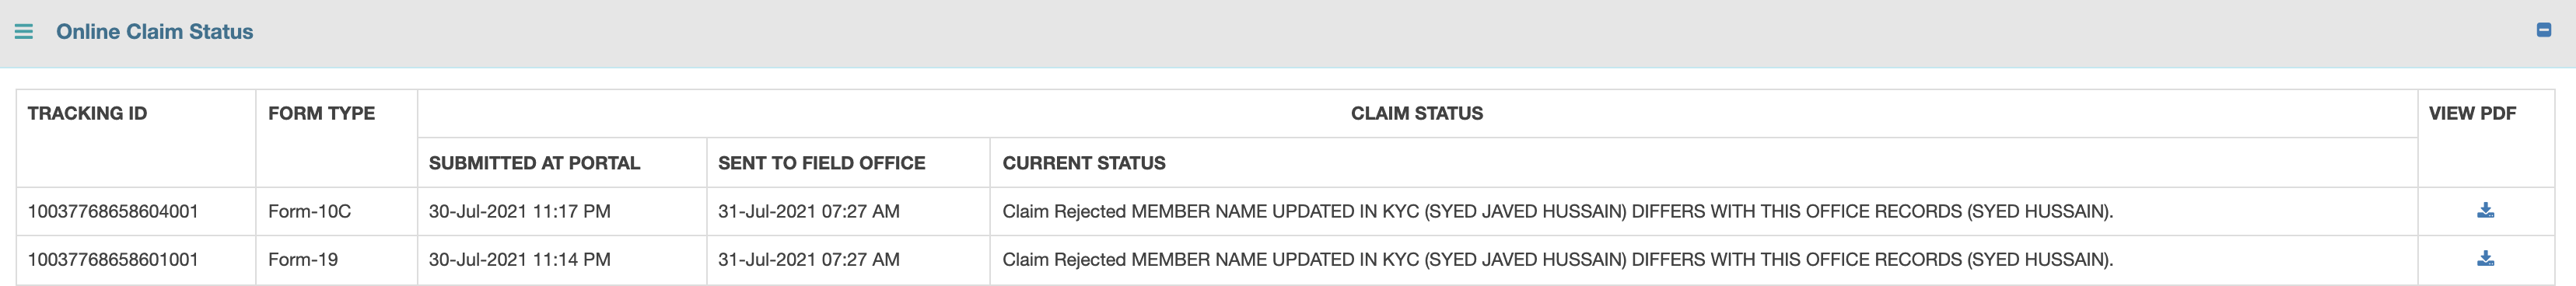 Online Claim Status
TRACKING ID FORM TYPE CLAIM STATUS VIEW PDF
SUBMITTED AT PORTAL SENT TO FIELD OFFICE CURRENT STATUS
10037768658604001 Form-10C 30-Jul-2021 11:17 PM 31-Jul-2021 07:27 AM Claim Rejected MEMBER NAME UPDATED IN KYC (SYED JAVED HUSSAIN) DIFFERS WITH THIS OFFICE RECORDS (SYED HUSSAIN).
10037768658601001 Form-19 30-Jul-2021 11:14 PM 31-Jul-2021 07:27 AM Claim Rejected MEMBER NAME UPDATED IN KYC (SYED JAVED HUSSAIN) DIFFERS WITH THIS OFFICE RECORDS (SYED HUSSAIN).